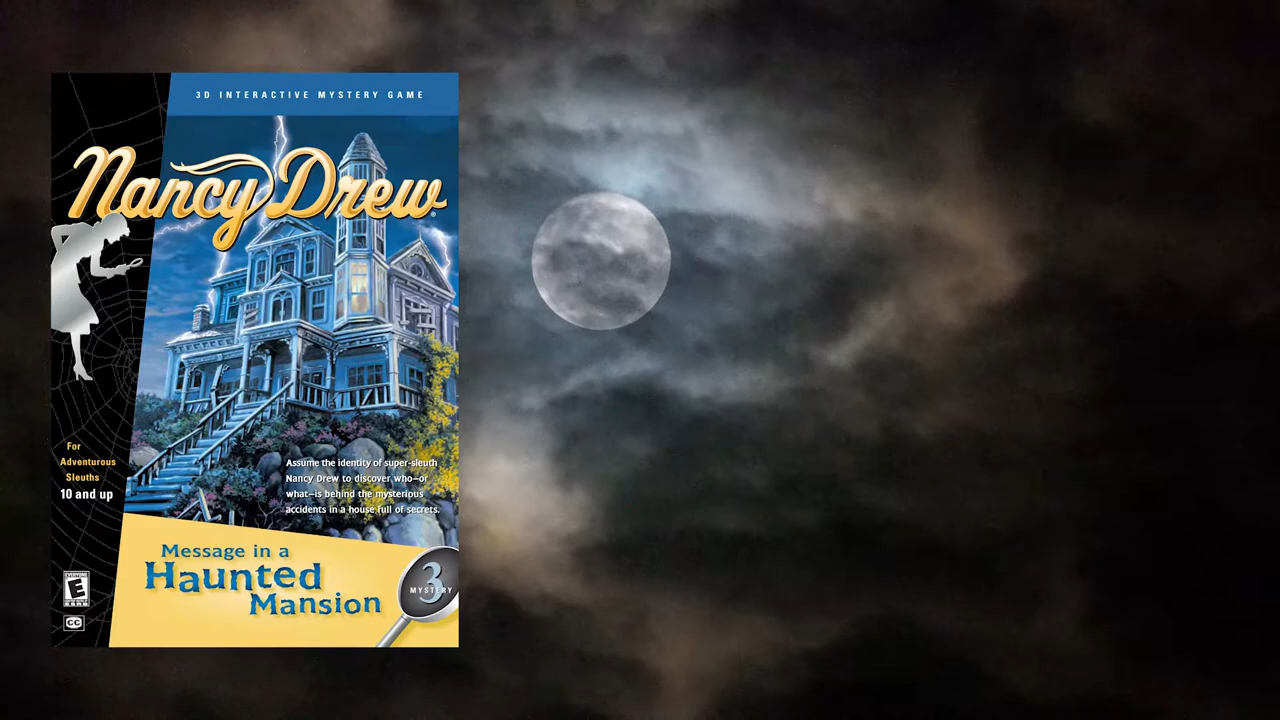 3D INTERACTIVE MYSTERY GAME
Nancy Drew®
For
Adventurous
Sleuths
10 and up
Assume the identity of super-sleuth
Nancy Drew to discover who—or
what—is behind the mysterious
accidents in a house full of secrets.
Message in a
Haunted
Mansion
3
MYSTERY
EVERYONE
E
ESRB
CC